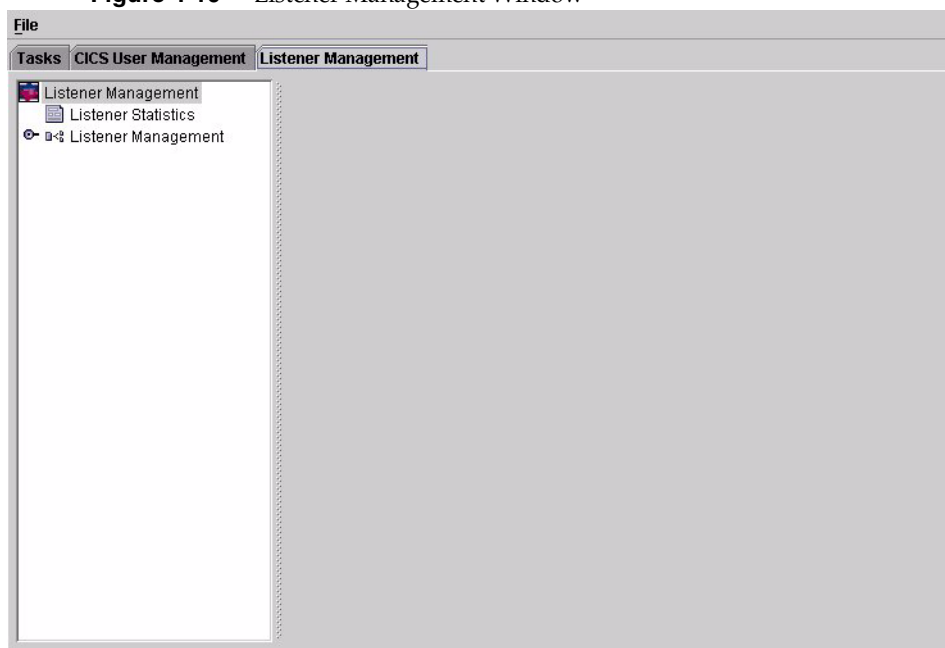 Listener Management Window
File
Tasks CICS User Management Listener Management
Listener Management
Listener Statistics
Listener Management